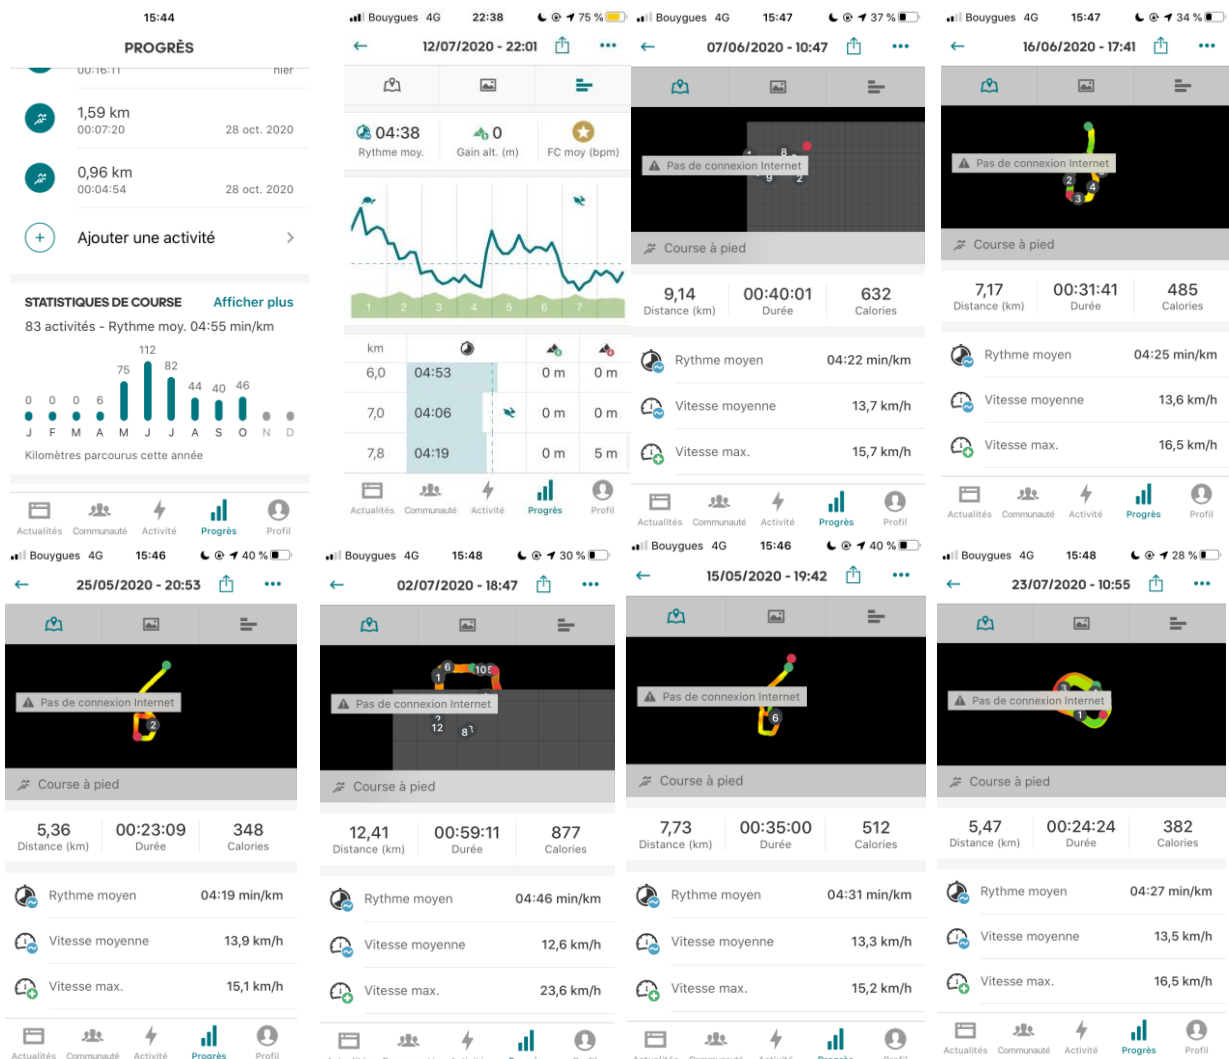 15:44
PROGRÈS
00:16:11 hier
1,59 km
00:07:20 28 oct. 2020
0,96 km
00:04:54 28 oct. 2020
Ajouter une activité
STATISTIQUES DE COURSE Afficher plus
83 activités - Rythme moy. 04:55 min/km
112
75 82
44 40 46
0 0 0 6
J F M A M J J A S O N D
Kilomètres parcourus cette année
Actualités Communauté Activité Progrès Profil
Bouygues 4G 22:38 75 %
12/07/2020 - 22:01
04:38 0
Rythme moy. Gain alt. (m) FC moy (bpm)
1 2 3 4 5 6 7
km
6,0 04:53 0 m 0 m
7,0 04:06 0 m 0 m
7,8 04:19 0 m 5 m
Actualités Communauté Activité Progrès Profil
Bouygues 4G 15:47 37 %
07/06/2020 - 10:47
8
Pas de connexion Internet
9 2
Course à pied
9,14 00:40:01 632
Distance (km) Durée Calories
Rythme moyen 04:22 min/km
Vitesse moyenne 13,7 km/h
Vitesse max. 15,7 km/h
Actualités Communauté Activité Progrès Profil
Bouygues 4G 15:47 34 %
16/06/2020 - 17:41
Pas de connexion Internet
2 4
3
Course à pied
7,17 00:31:41 485
Distance (km) Durée Calories
Rythme moyen 04:25 min/km
Vitesse moyenne 13,6 km/h
Vitesse max. 16,5 km/h
Actualités Communauté Activité Progrès Profil
Bouygues 4G 15:46 40 %
25/05/2020 - 20:53
Pas de connexion Internet
2
Course à pied
5,36 00:23:09 348
Distance (km) Durée Calories
Rythme moyen 04:19 min/km
Vitesse moyenne 13,9 km/h
Vitesse max. 15,1 km/h
Actualités Communauté Activité Progrès Profil
Bouygues 4G 15:48 30 %
02/07/2020 - 18:47
6 10
1
Pas de connexion Internet
12 8
Course à pied
12,41 00:59:11 877
Distance (km) Durée Calories
Rythme moyen 04:46 min/km
Vitesse moyenne 12,6 km/h
Vitesse max. 23,6 km/h
Bouygues 4G 15:46 40 %
15/05/2020 - 19:42
Pas de connexion Internet
6
Course à pied
7,73 00:35:00 512
Distance (km) Durée Calories
Rythme moyen 04:31 min/km
Vitesse moyenne 13,3 km/h
Vitesse max. 15,2 km/h
Bouygues 4G 15:48 28 %
23/07/2020 - 10:55
3
Pas de connexion Internet
1
Course à pied
5,47 00:24:24 382
Distance (km) Durée Calories
Rythme moyen 04:27 min/km
Vitesse moyenne 13,5 km/h
Vitesse max. 16,5 km/h
Actualités Communauté Activité Progrès Profil